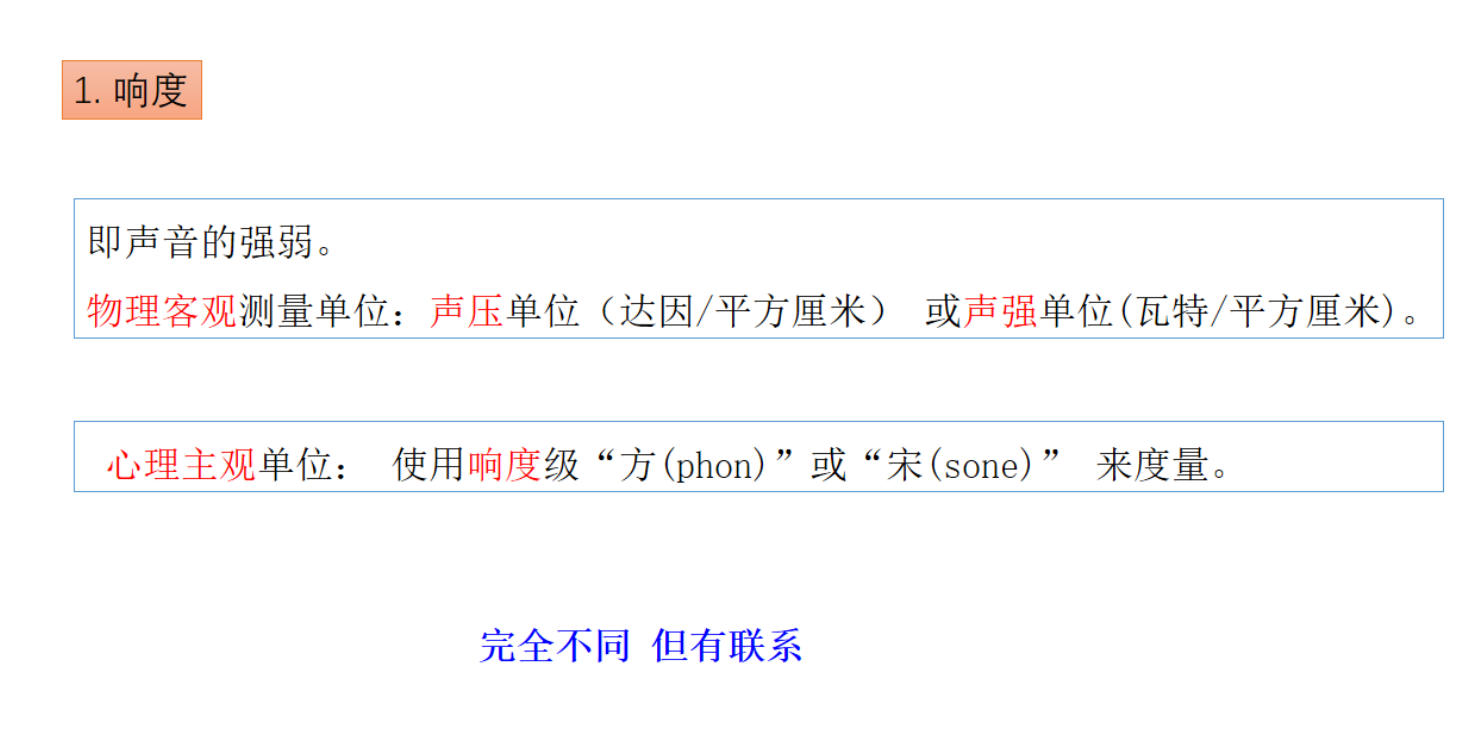 1. 响度
即声音的强弱。
物理客观测量单位：声压单位（达因/平方厘米） 或声强单位(瓦特/平方厘米)。
心理主观单位： 使用响度级“方(phon)”或“宋(sone)” 来度量。
完全不同 但有联系